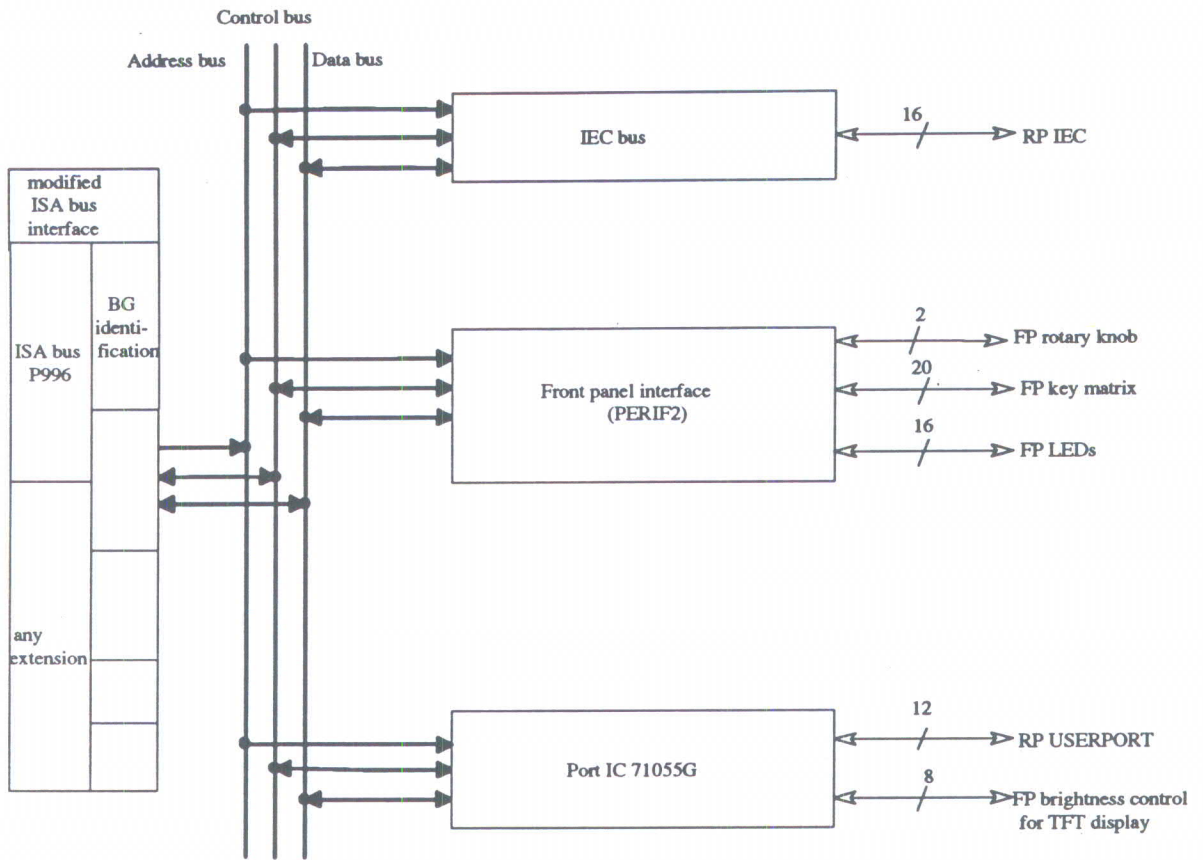 Control bus
Address bus
Data bus
IEC bus
16
RP IEC
modified
ISA bus
interface
BG
identi-
fication
ISA bus
P996
any
extension
Front panel interface
(PERIF2)
2
FP rotary knob
20
FP key matrix
16
FP LEDs
Port IC 71055G
12
RP USERPORT
8
FP brightness control
for TFT display